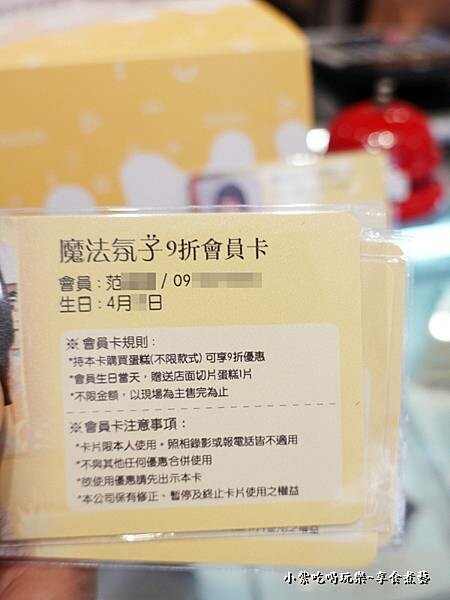 魔法氛子9折會員卡
會員：范 / 09
生日：4月 日
※ 會員卡規則：
*持本卡購買蛋糕(不限款式) 可享9折優惠
*會員生日當天，贈送店面切片蛋糕1片
*不限金額，以現場為主售完為止
※ 會員卡注意事項：
*卡片限本人使用。照相錄影或報電話皆不適用
*不與其他任何優惠合併使用
*欲使用優惠請先出示本卡
*本公司保有修正、暫停及終止卡片使用之權益
小紫吃喝玩樂~享食煮藝